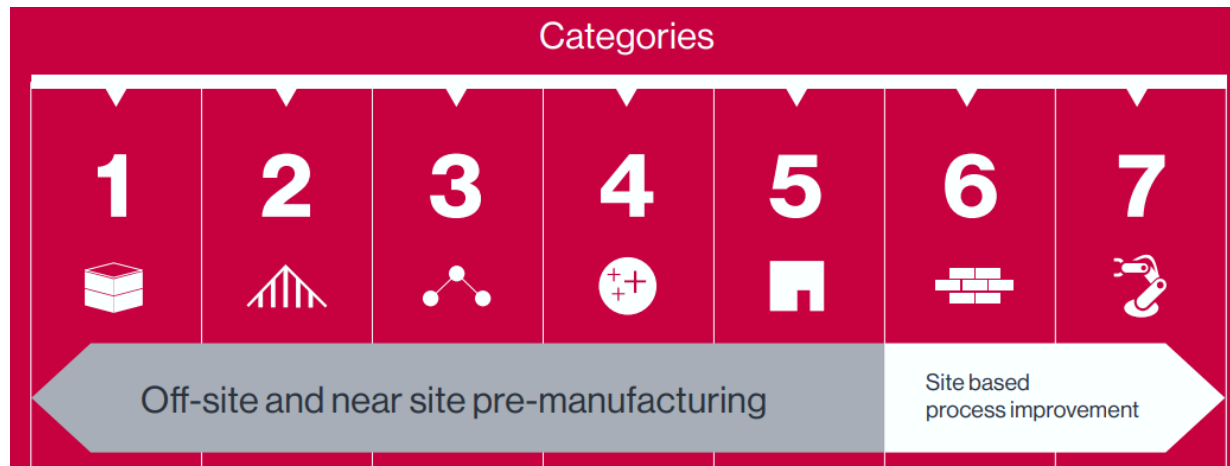 Categories
1 2 3 4 5 6 7
Off-site and near site pre-manufacturing
Site based
process improvement